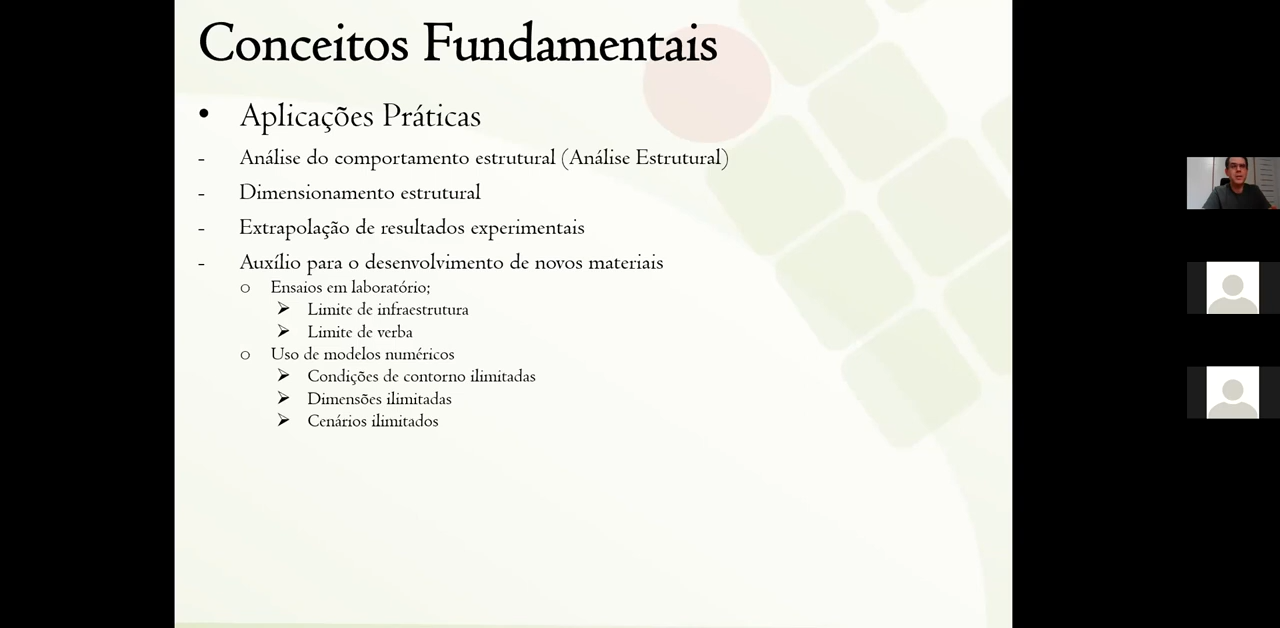 Conceitos Fundamentais
• Aplicações Práticas
- Análise do comportamento estrutural (Análise Estrutural)
- Dimensionamento estrutural
- Extrapolação de resultados experimentais
- Auxílio para o desenvolvimento de novos materiais
o Ensaios em laboratório;
➢ Limite de infraestrutura
➢ Limite de verba
o Uso de modelos numéricos
➢ Condições de contorno ilimitadas
➢ Dimensões ilimitadas
➢ Cenários ilimitados